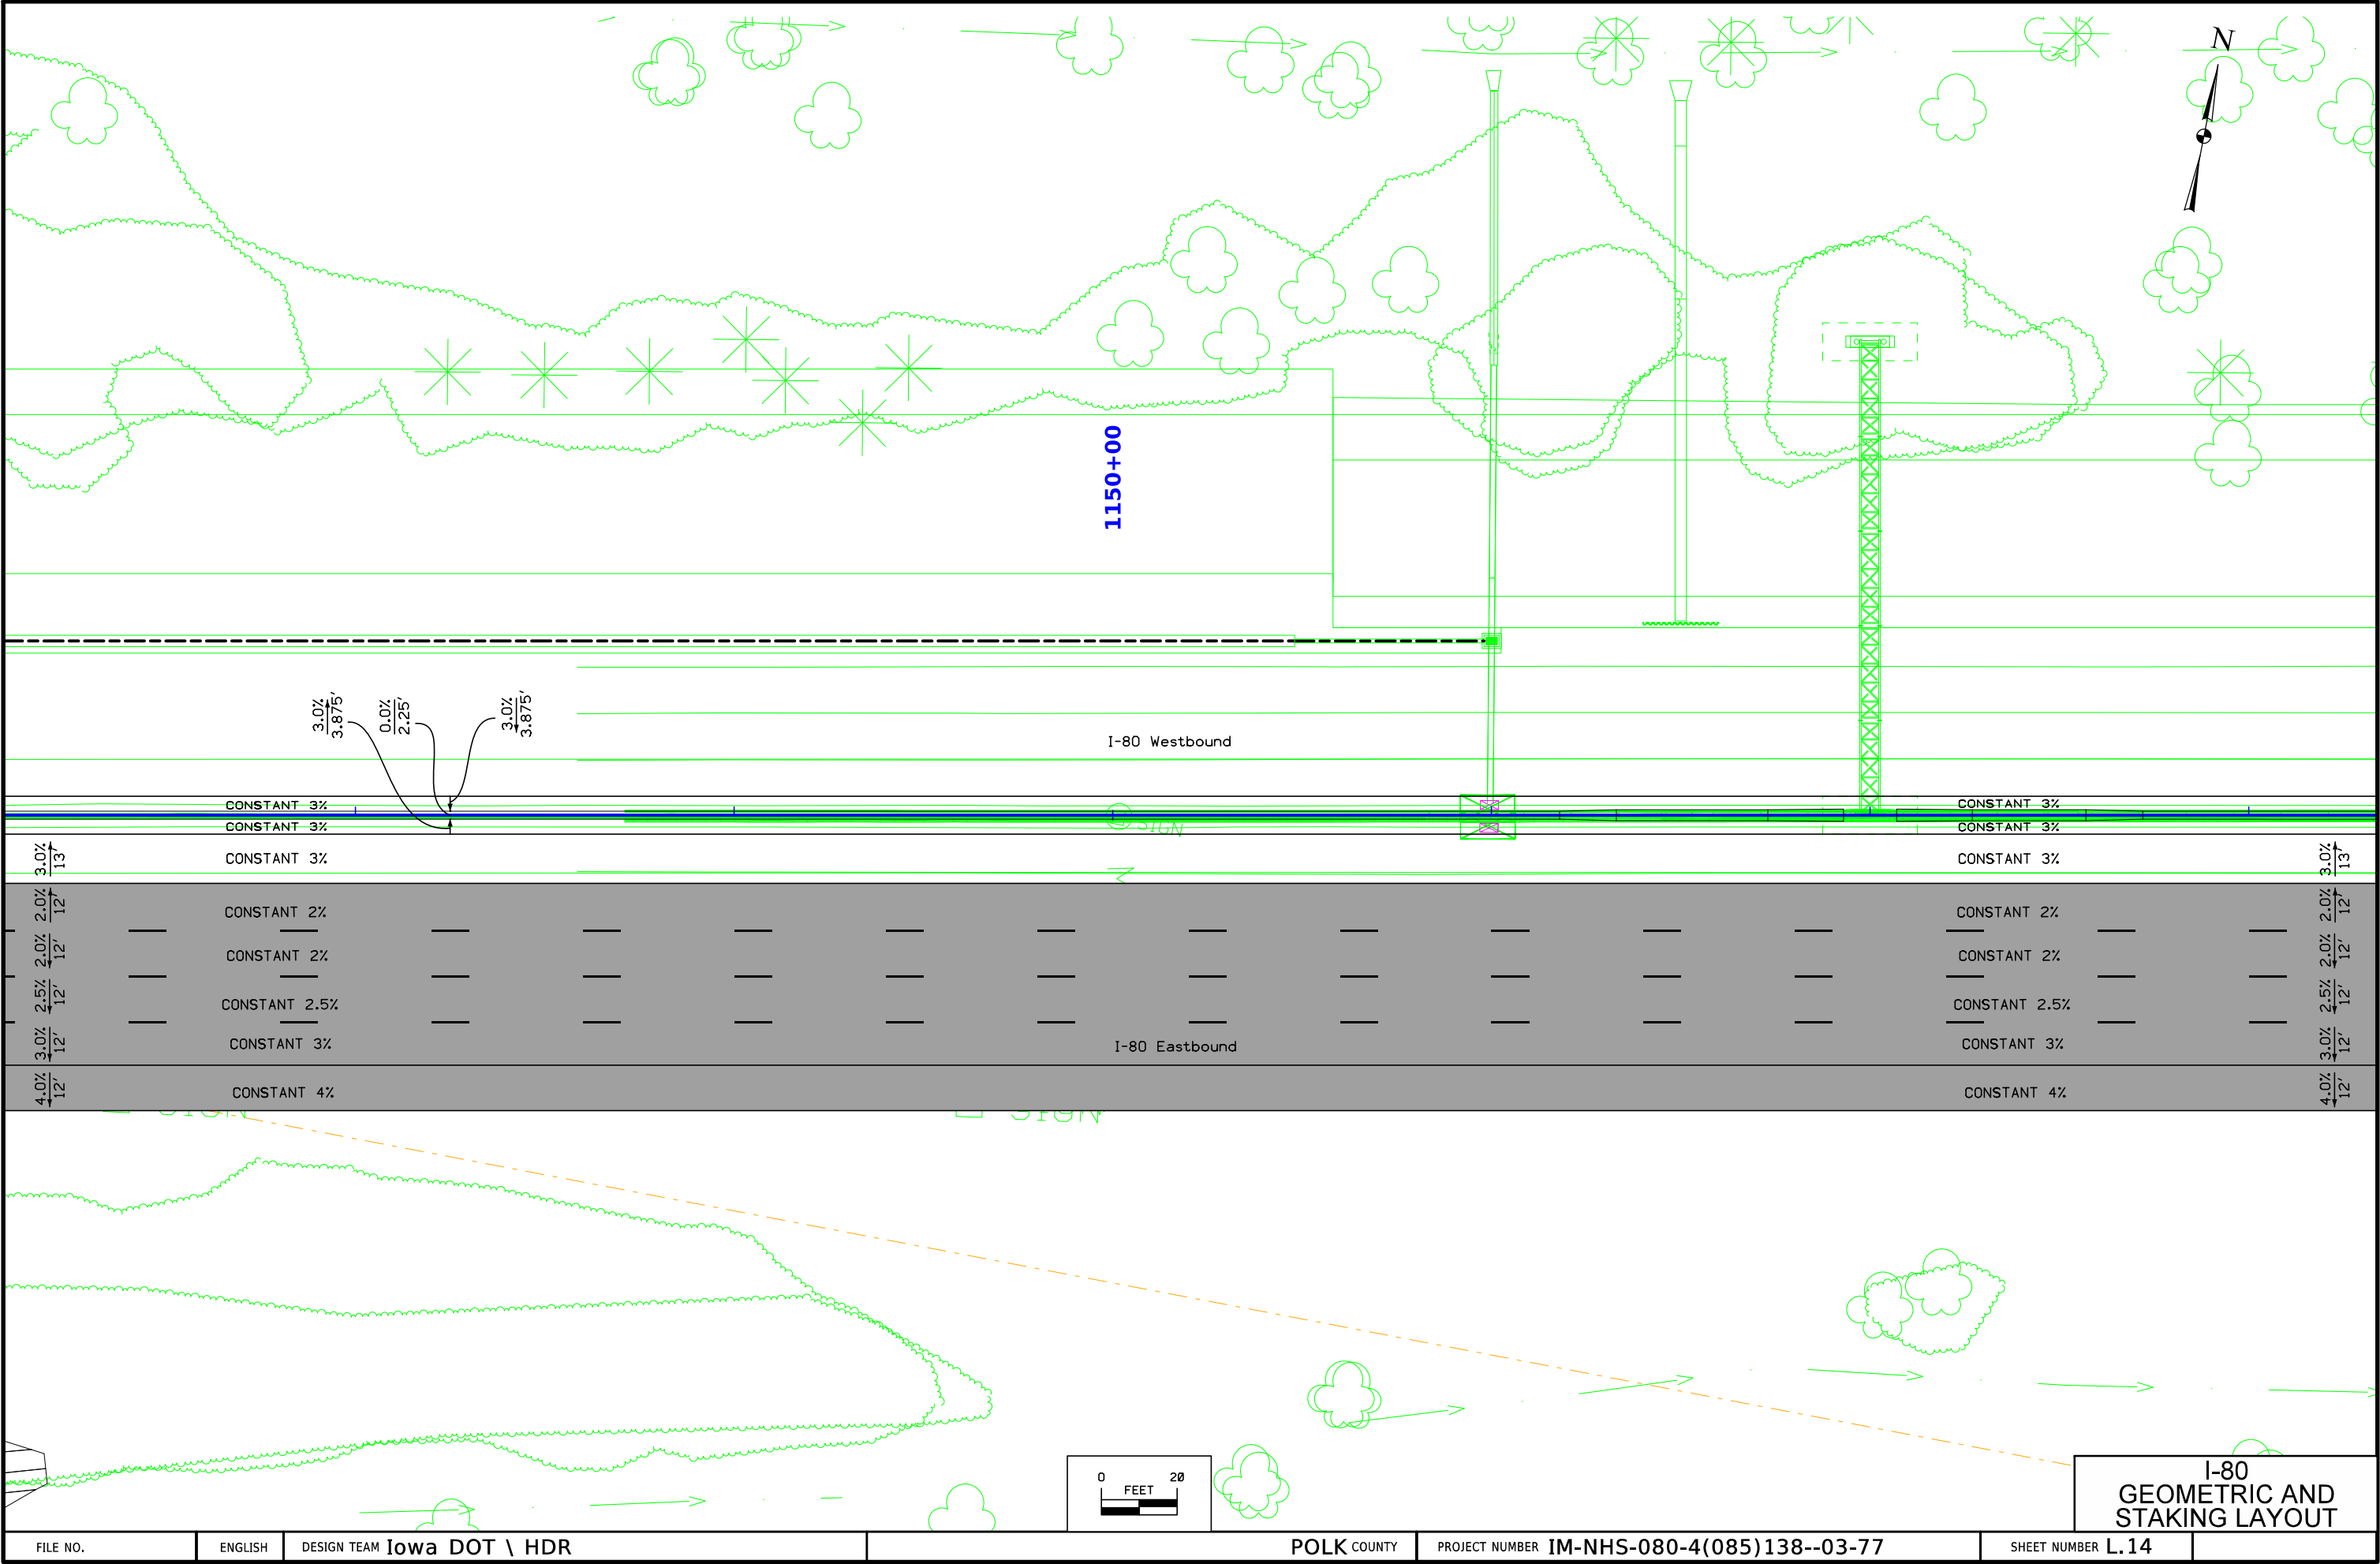 N
1150+00
3.0%
3.875'
0.0%
2.25'
3.0%
3.875'
I-80 Westbound
CONSTANT 3%
CONSTANT 3%
CONSTANT 3%
CONSTANT 3%
SIGN
3.0%
13'
CONSTANT 3%
CONSTANT 3%
3.0%
13'
2.0%
12'
CONSTANT 2%
CONSTANT 2%
2.0%
12'
2.0%
12'
CONSTANT 2%
CONSTANT 2%
2.0%
12'
2.5%
12'
CONSTANT 2.5%
CONSTANT 2.5%
2.5%
12'
3.0%
12'
CONSTANT 3%
I-80 Eastbound
CONSTANT 3%
3.0%
12'
4.0%
12'
CONSTANT 4%
CONSTANT 4%
4.0%
12'
SIGN
SIGN
0 20
FEET
I-80
GEOMETRIC AND
STAKING LAYOUT
FILE NO. ENGLISH DESIGN TEAM Iowa DOT \ HDR POLK COUNTY PROJECT NUMBER IM-NHS-080-4(085)138--03-77 SHEET NUMBER L.14